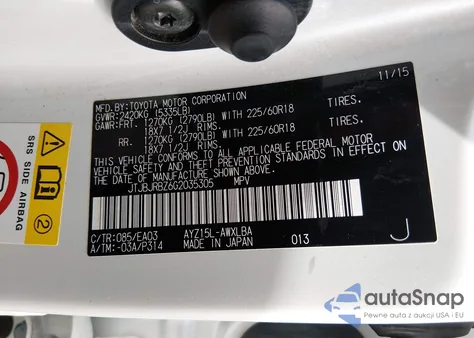 MFD.BY:TOYOTA MOTOR CORPORATION 11/15
GVWR:2420KG (5335LB)
GAWR:FRT. 1270KG (2790LB) WITH 225/60R18 TIRES.
18X7 1/2J RIMS.
RR. 1270KG (2790LB) WITH 225/60R18 TIRES.
18X7 1/2J RIMS.
THIS VEHICLE CONFORMS TO ALL APPLICABLE FEDERAL MOTOR
VEHICLE SAFETY AND THEFT PREVENTION STANDARDS IN EFFECT ON
THE DATE OF MANUFACTURE SHOWN ABOVE.
JTJBJRBZ6G2035305 MPV
C/TR:085/EA03 AYZ15L-AWXLBA
A/TM:-03A/P314 MADE IN JAPAN 013 J
SRS SIDE AIRBAG
2
autoSnap
Pewne auta z aukcji USA i EU